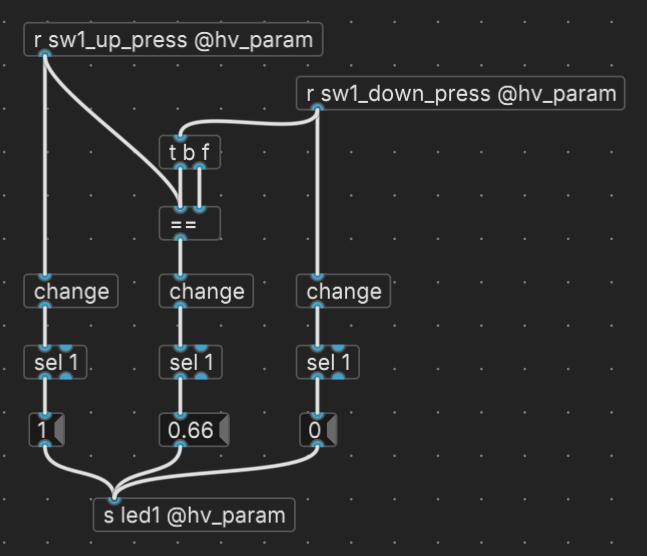 r sw1_up_press @hv_param
r sw1_down_press @hv_param
t b f
==
change
change
change
sel 1
sel 1
sel 1
1
0.66
0
s led1 @hv_param